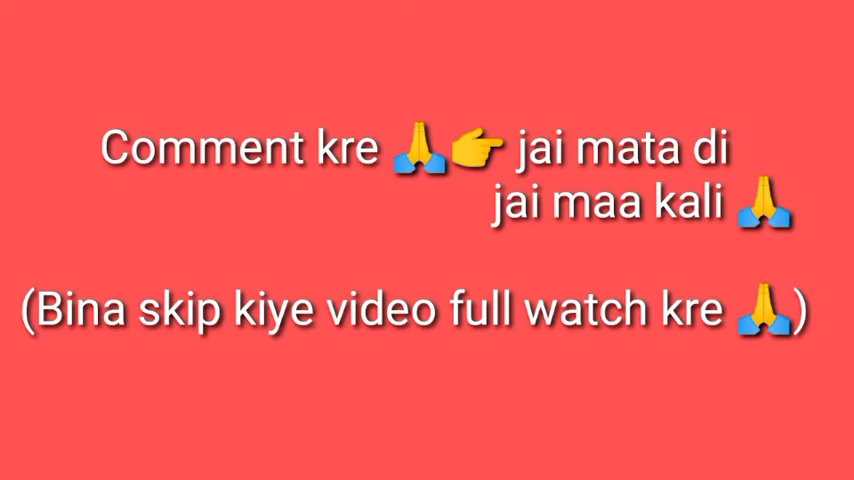 Comment kre 🙏👉 jai mata di
jai maa kali 🙏
(Bina skip kiye video full watch kre 🙏)